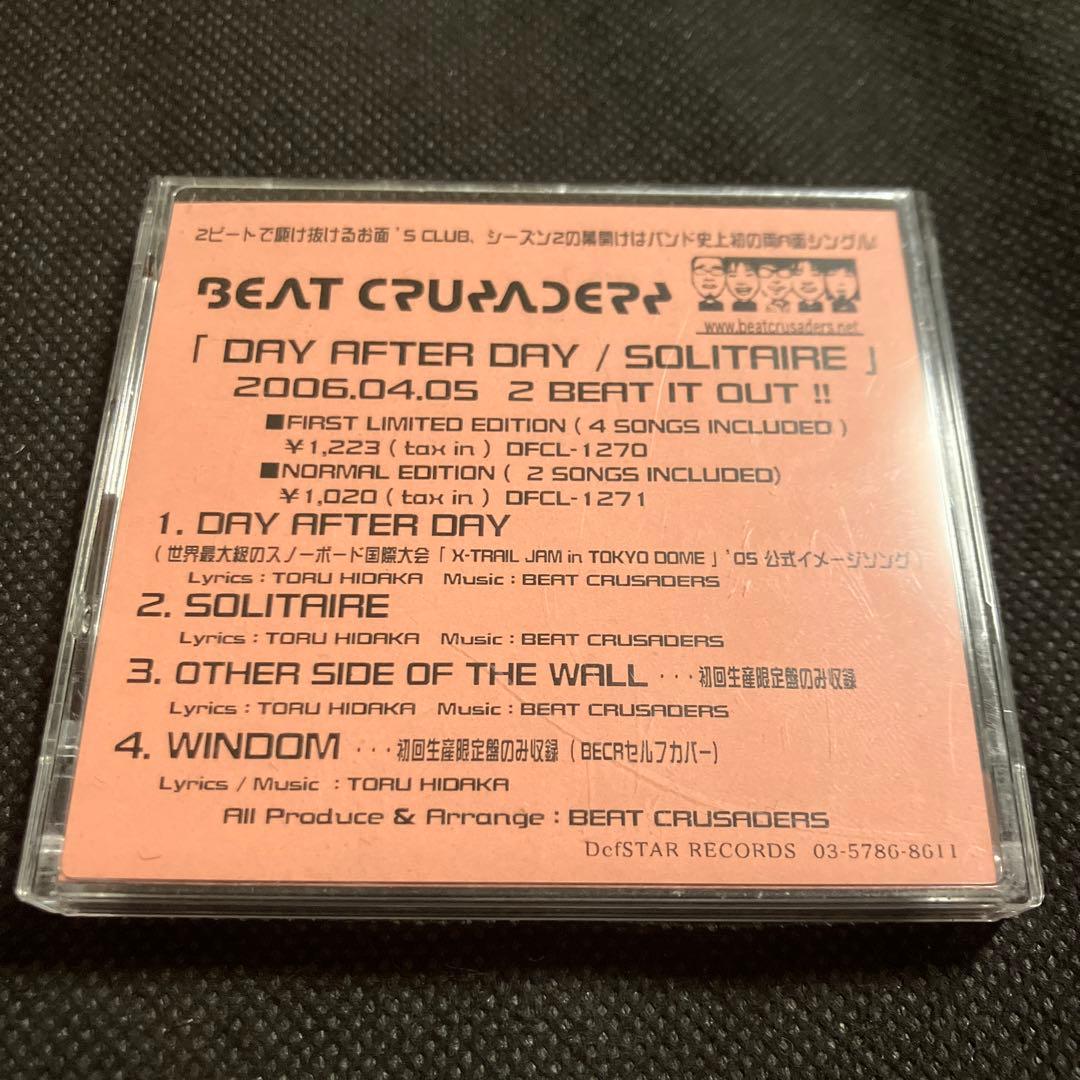 2ビートで駆け抜けるお面'S CLUB、シーズン2の幕開けはバンド史上初の両A面シングル!
BEAT CRUSADERS
www.beatcrusaders.net
「 DAY AFTER DAY / SOLITAIRE 」
2006.04.05 2 BEAT IT OUT !!
■FIRST LIMITED EDITION ( 4 SONGS INCLUDED )
¥1,223 ( tax in ) DFCL-1270
■NORMAL EDITION ( 2 SONGS INCLUDED)
¥1,020 ( tax in ) DFCL-1271
1. DAY AFTER DAY
( 世界最大級のスノーボード国際大会「 X-TRAIL JAM in TOKYO DOME 」'05 公式イメージソング )
Lyrics : TORU HIDAKA Music : BEAT CRUSADERS
2. SOLITAIRE
Lyrics : TORU HIDAKA Music : BEAT CRUSADERS
3. OTHER SIDE OF THE WALL ・・・初回生産限定盤のみ収録
Lyrics : TORU HIDAKA Music : BEAT CRUSADERS
4. WINDOM ・・・初回生産限定盤のみ収録 ( BECRセルフカバー)
Lyrics / Music : TORU HIDAKA
All Produce & Arrange : BEAT CRUSADERS
DefSTAR RECORDS 03-5786-8611